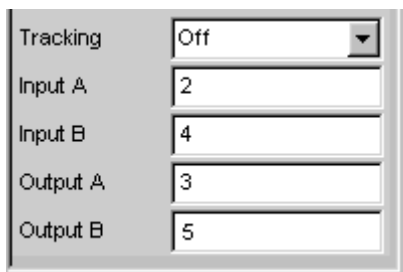 Tracking Off
Input A 2
Input B 4
Output A 3
Output B 5